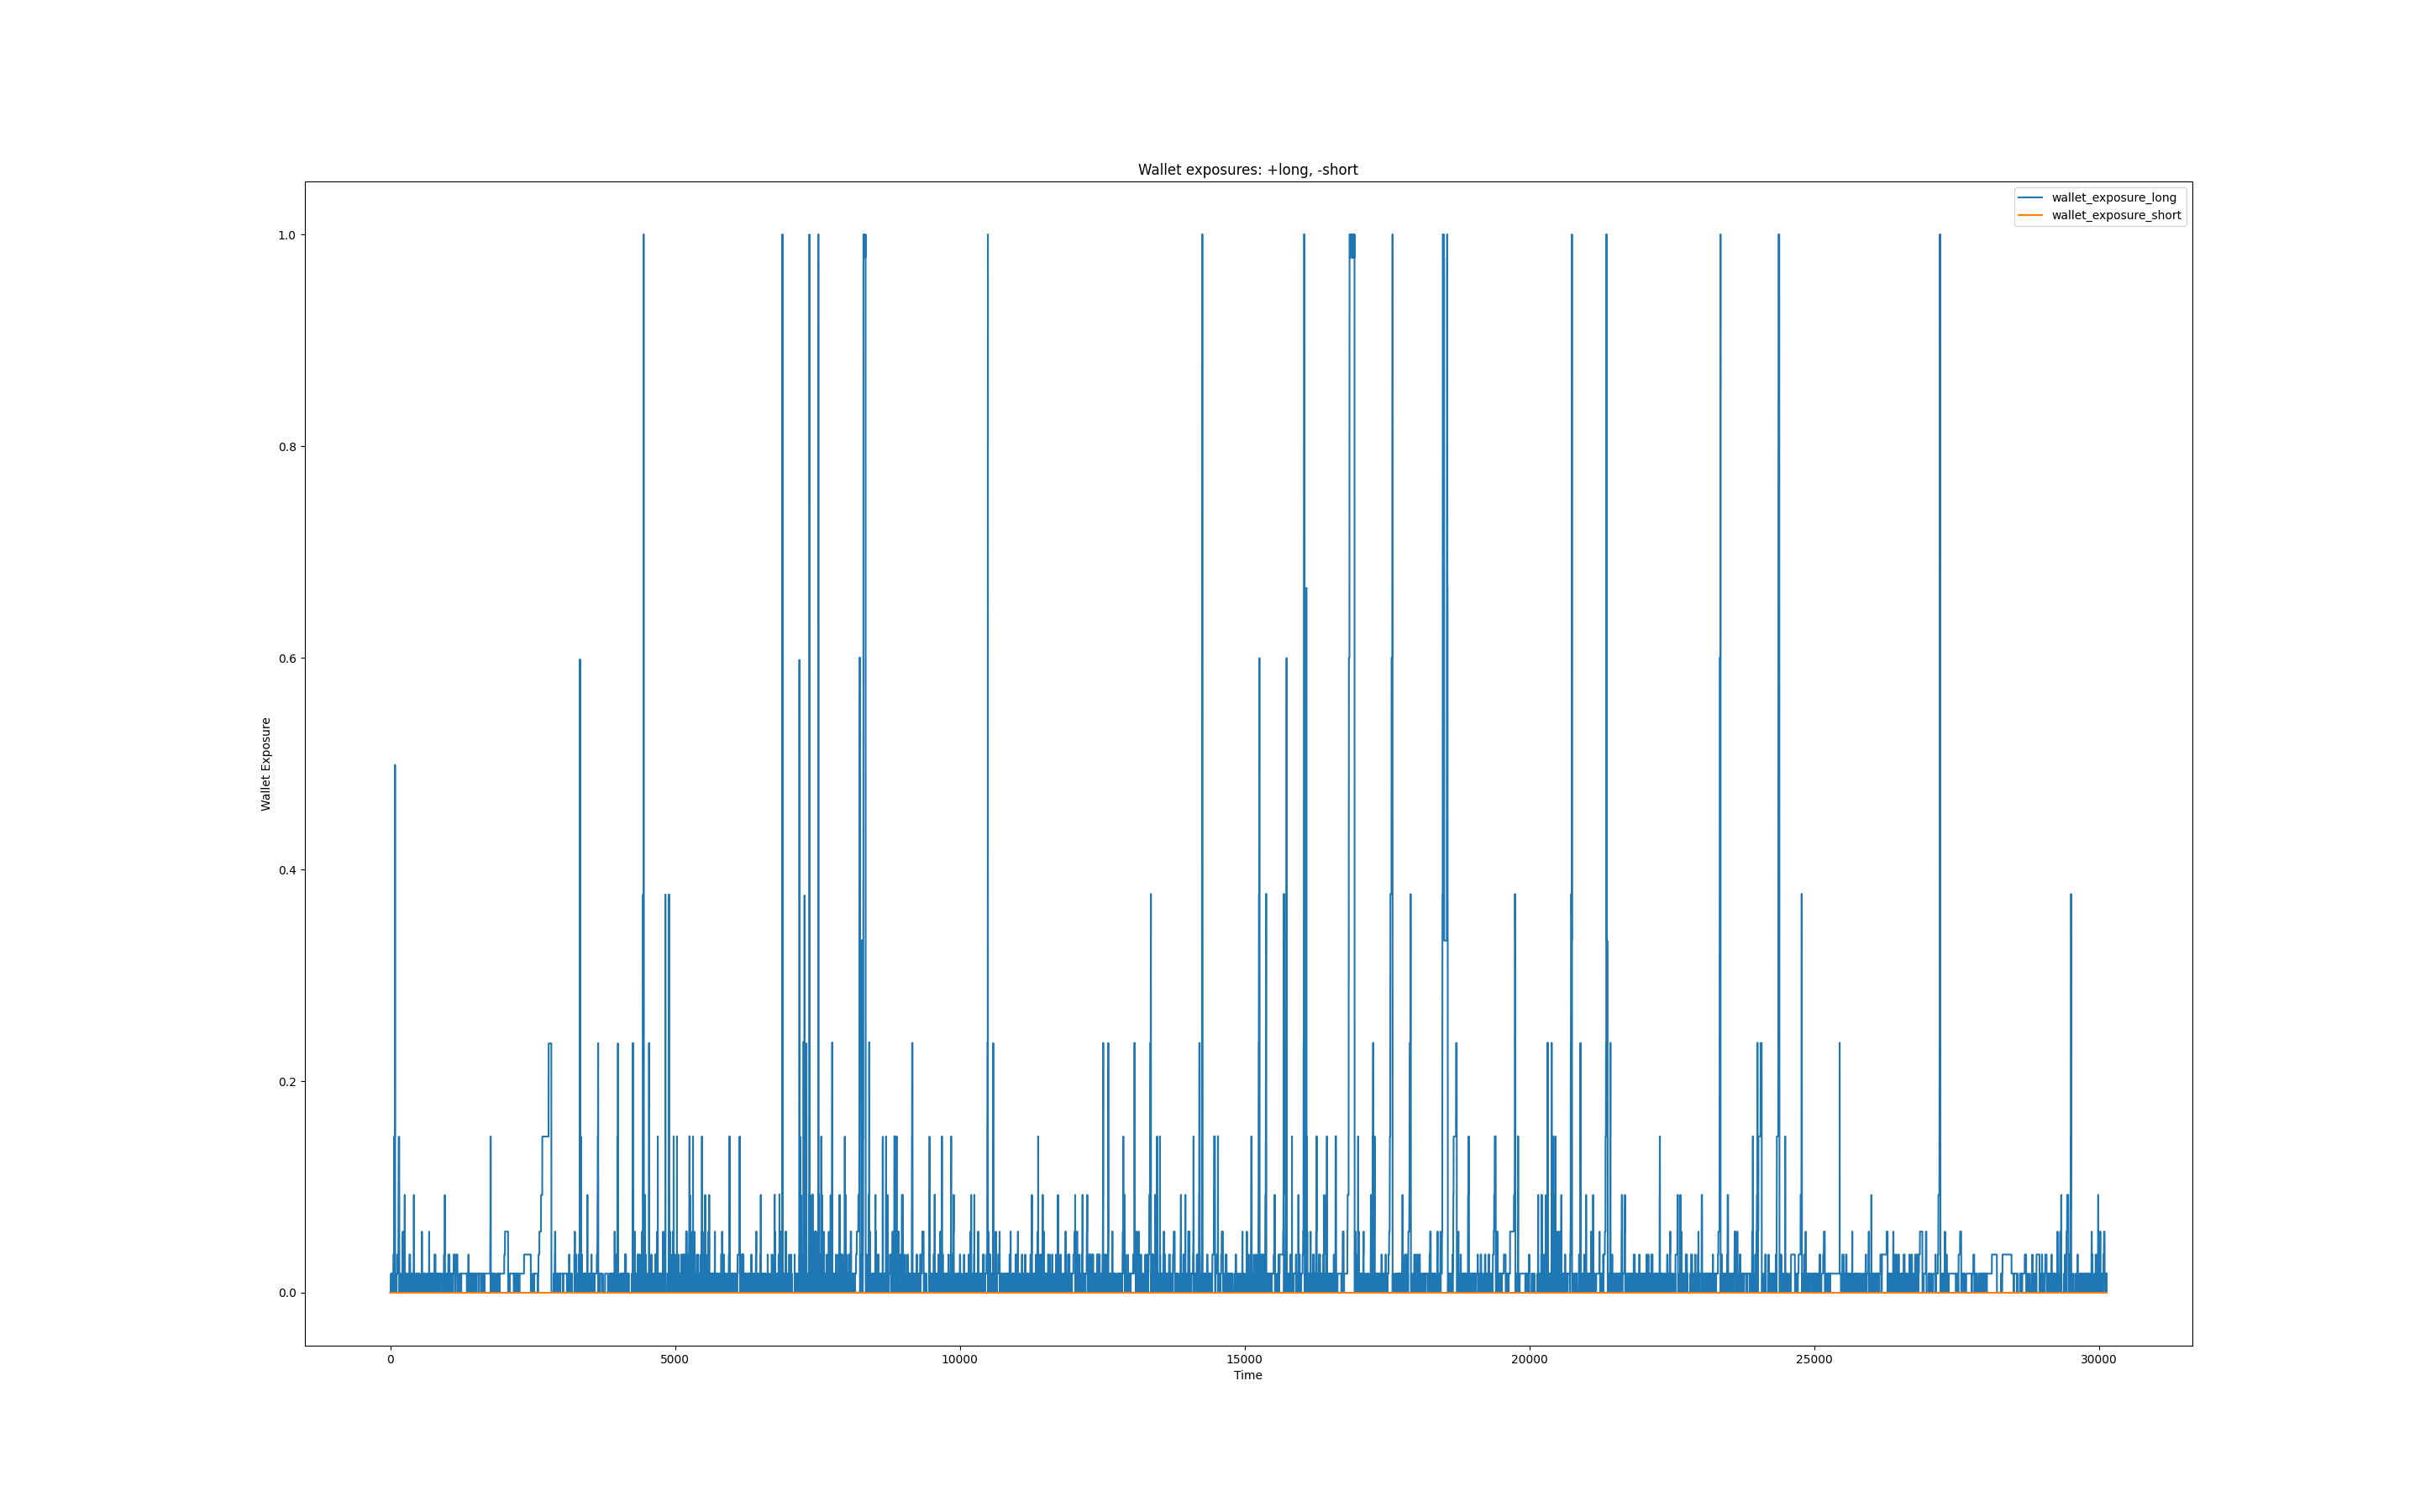 Wallet exposures: +long, -short
wallet_exposure_long
wallet_exposure_short
1.0
0.8
0.6
0.4
0.2
0.0
Wallet Exposure
0 5000 10000 15000 20000 25000 30000
Time